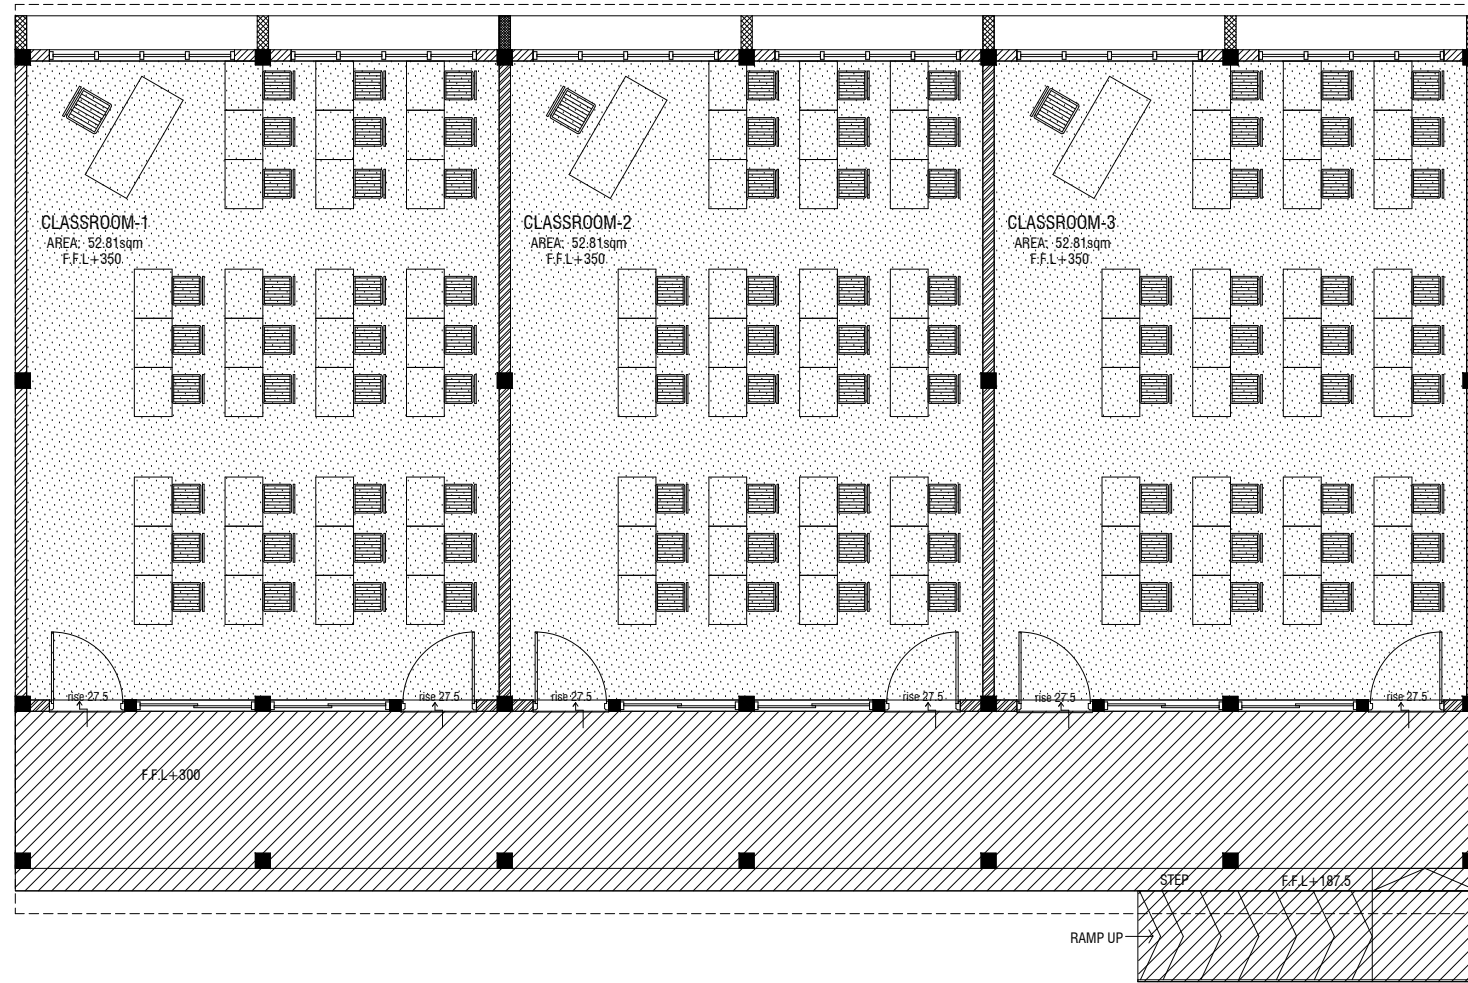 CLASSROOM-1
AREA: 52.81sqm
F.F.L+350
CLASSROOM-2
AREA: 52.81sqm
F.F.L+350
CLASSROOM-3
AREA: 52.81sqm
F.F.L+350
rise 27.5
rise 27.5
rise 27.5
rise 27.5
rise 27.5
rise 27.5
F.F.L+300
STEP
F.F.L+187.5
RAMP UP